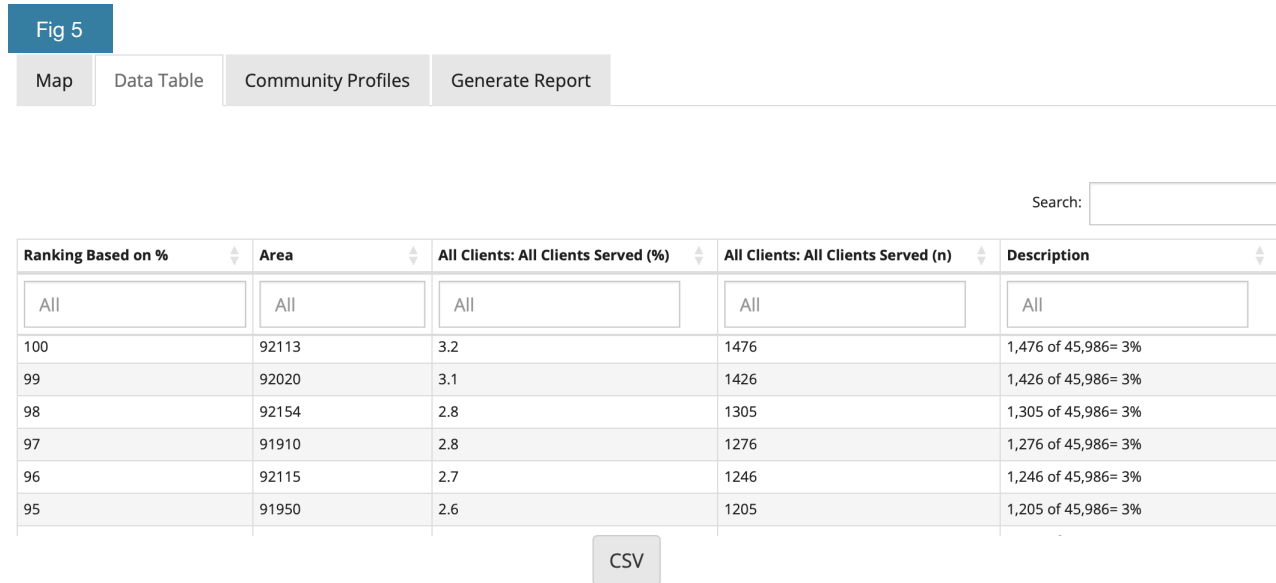 Fig 5
Map Data Table Community Profiles Generate Report
Search:
Ranking Based on % Area All Clients: All Clients Served (%) All Clients: All Clients Served (n) Description
All All All All All
100 92113 3.2 1476 1,476 of 45,986= 3%
99 92020 3.1 1426 1,426 of 45,986= 3%
98 92154 2.8 1305 1,305 of 45,986= 3%
97 91910 2.8 1276 1,276 of 45,986= 3%
96 92115 2.7 1246 1,246 of 45,986= 3%
95 91950 2.6 1205 1,205 of 45,986= 3%
CSV